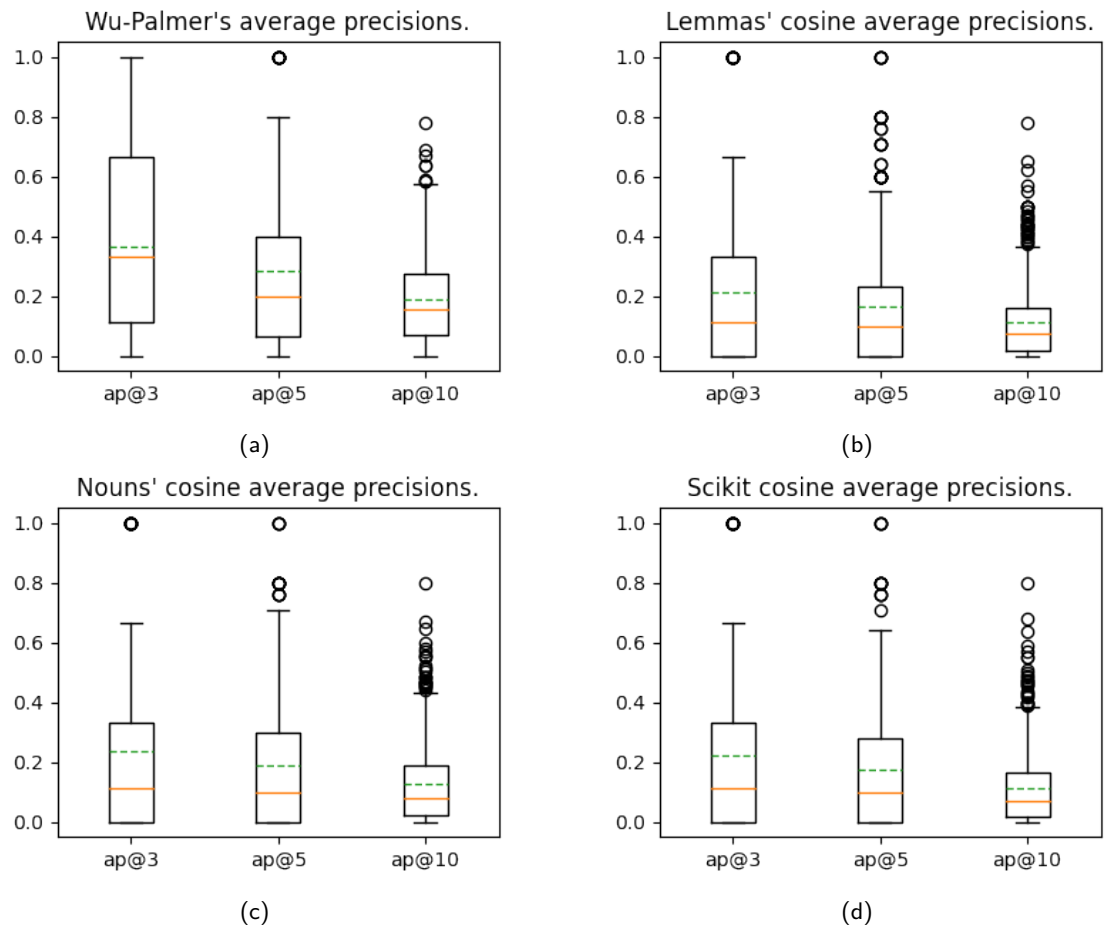 Wu-Palmer's average precisions.
1.0
0.8
0.6
0.4
0.2
0.0
ap@3 ap@5 ap@10
(a)
Lemmas' cosine average precisions.
1.0
0.8
0.6
0.4
0.2
0.0
ap@3 ap@5 ap@10
(b)
Nouns' cosine average precisions.
1.0
0.8
0.6
0.4
0.2
0.0
ap@3 ap@5 ap@10
(c)
Scikit cosine average precisions.
1.0
0.8
0.6
0.4
0.2
0.0
ap@3 ap@5 ap@10
(d)